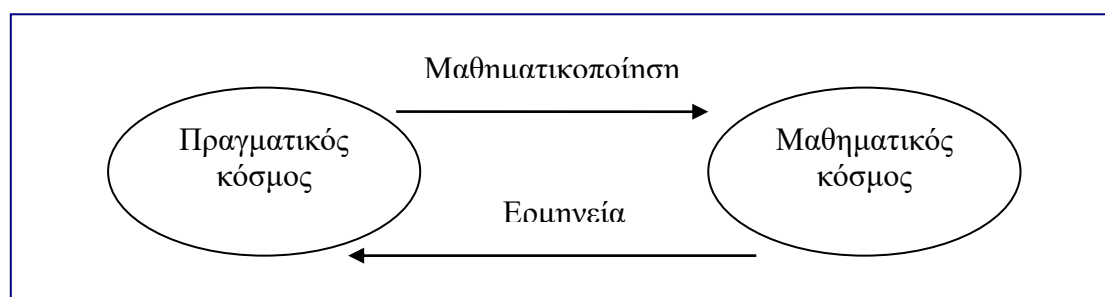 Μαθηματικοποίηση
Πραγματικός
κόσμος
Μαθηματικός
κόσμος
Ερμηνεία